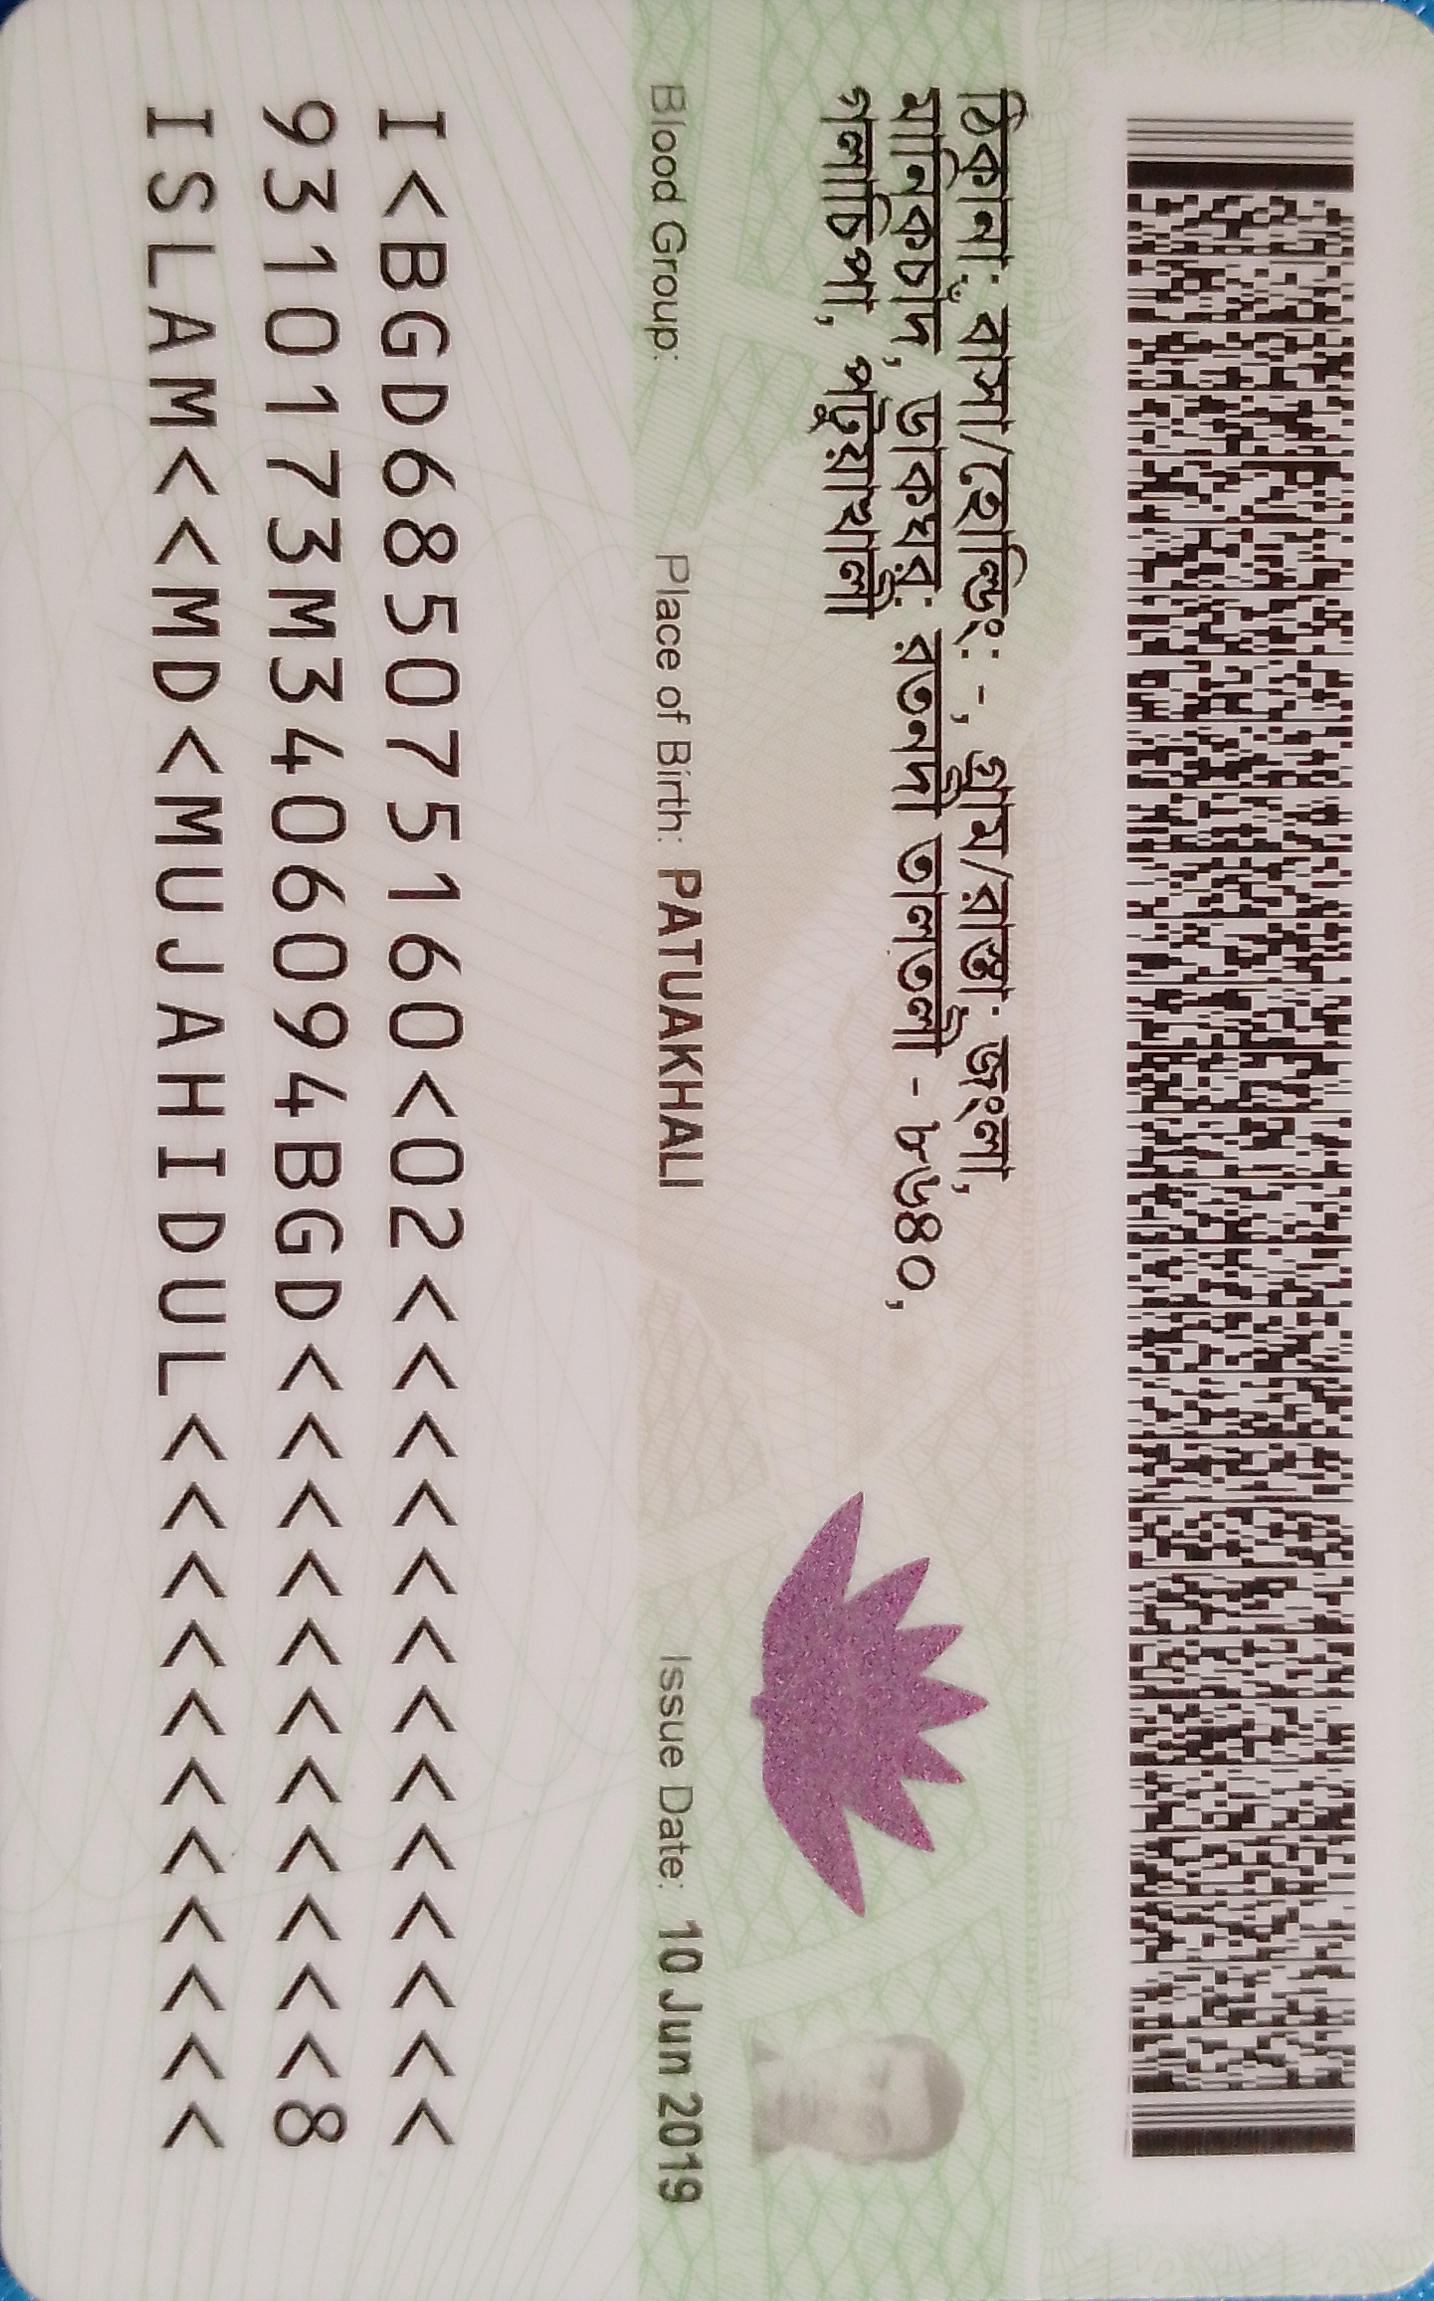 ঠিকানা: বাসা/হোল্ডিং: -, গ্রাম/রাস্তা: জংলা,
মানিকচাঁদ, ডাকঘর: রতনদী তালতলী - ৮৬৪০,
গলাচিপা, পটুয়াখালী
Blood Group: Place of Birth: PATUAKHALI Issue Date: 10 Jun 2019
I<BGD685075160<02<<<<<<<<<<<<<
9310173M3406094BGD<<<<<<<<<<<8
ISLAM<<MD<MUJAHIDUL<<<<<<<<<<<